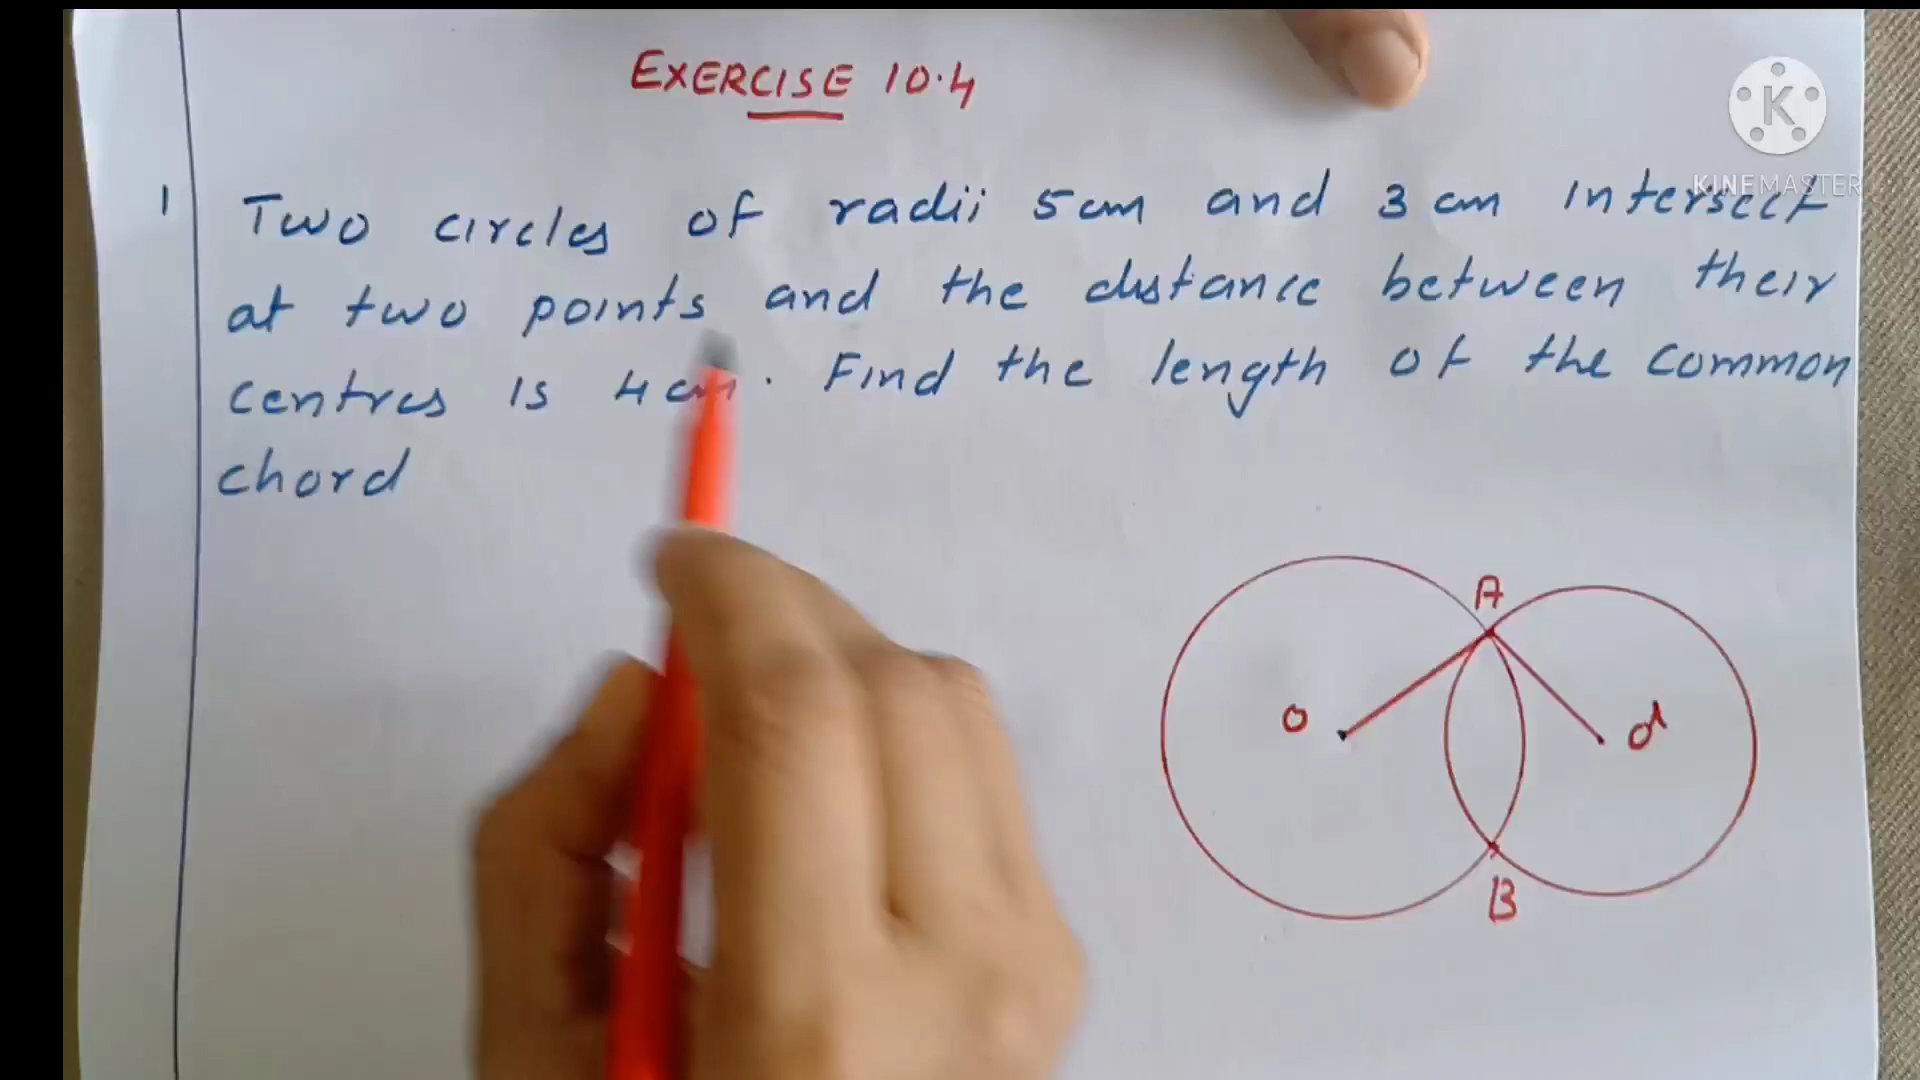 EXERCISE 10.4
1 Two circles of radii 5cm and 3cm intersect
at two points and the distance between their
centres is 4cm. Find the length of the common
chord
K
KINEMASTER
A
O O'
B